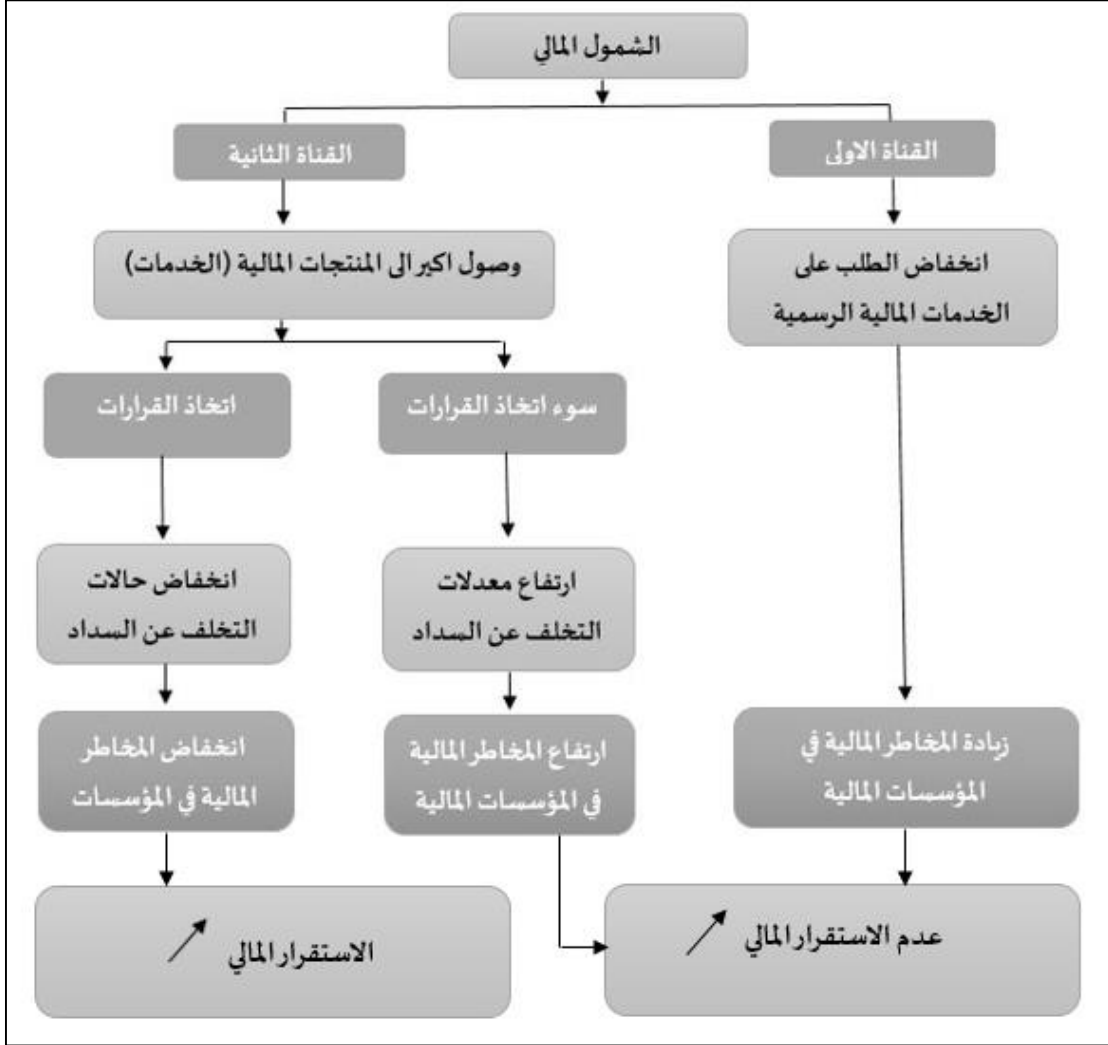 الشمول المالي
القناة الاولى
القناة الثانية
انخفاض الطلب على
الخدمات المالية الرسمية
وصول اكبر الى المنتجات المالية (الخدمات)
سوء اتخاذ القرارات
اتخاذ القرارات
ارتفاع معدلات
التخلف عن السداد
انخفاض حالات
التخلف عن السداد
زيادة المخاطر المالية في
المؤسسات المالية
ارتفاع المخاطر المالية
في المؤسسات المالية
انخفاض المخاطر
المالية في المؤسسات
عدم الاستقرار المالي
الاستقرار المالي